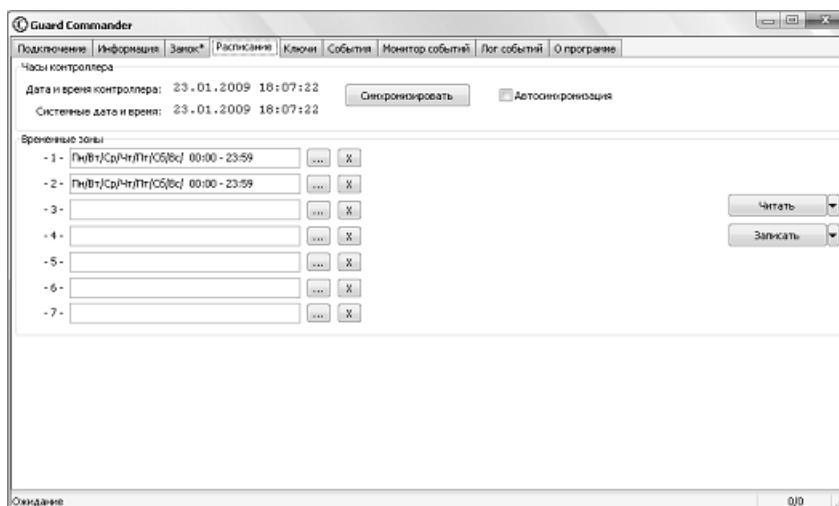 Guard Commander
Подключение Информация Замок* Расписание Ключи События Монитор событий Лог событий О программе
Часы контроллера
Дата и время контроллера: 23.01.2009 18:07:22 Синхронизировать Автосинхронизация
Системные дата и время: 23.01.2009 18:07:22
Временные зоны
- 1 - Пн/Вт/Ср/Чт/Пт/Сб/Вс/ 00:00 - 23:59 ... X
- 2 - Пн/Вт/Ср/Чт/Пт/Сб/Вс/ 00:00 - 23:59 ... X
- 3 - ... X Читать
- 4 - ... X Записать
- 5 - ... X
- 6 - ... X
- 7 - ... X
Ожидание 0/0